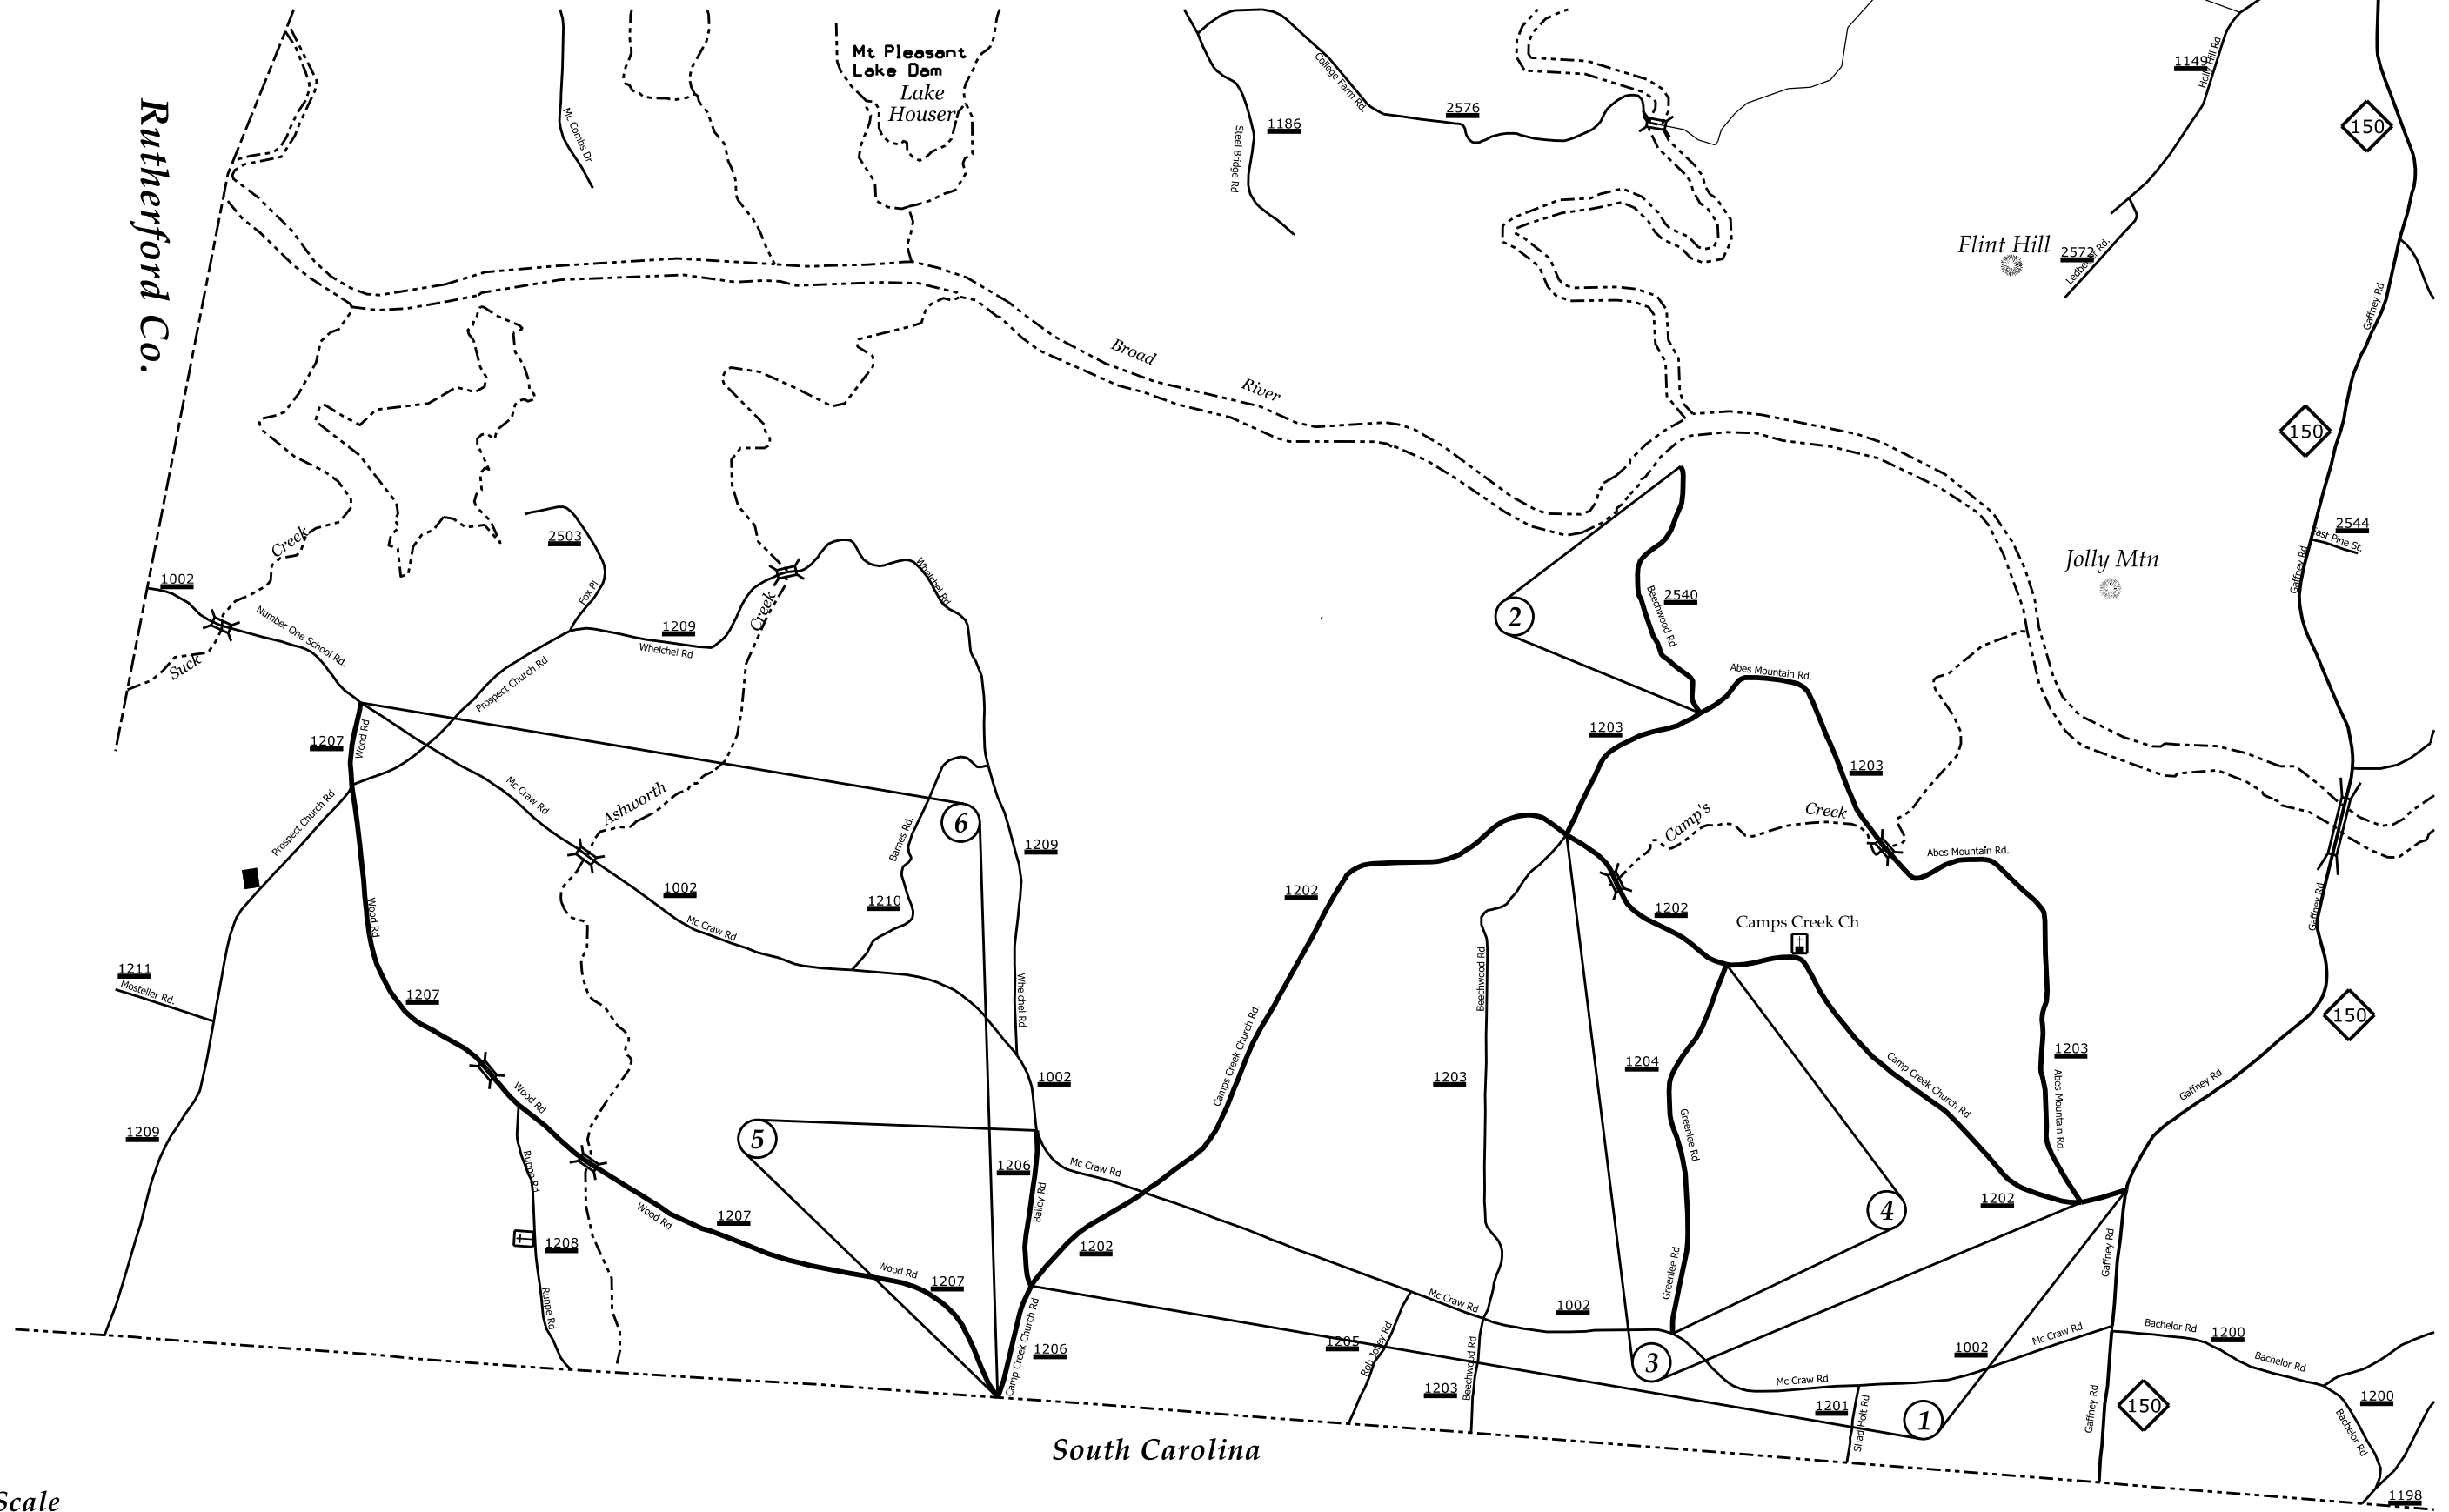 Mt Pleasant
Lake Dam
Lake
Houser
Rutherford Co.
Mc Combs Dr
Steel Bridge Rd
1186
College Farm Rd.
2576
1149
Holly Hill Rd
150
Flint Hill
2572
Ledbetter Rd.
Gaffney Rd
Broad
River
150
Creek
2503
Fox Pl
1002
Number One School Rd.
Suck
1209
Whelchel Rd
Creek
Whelchel Rd
2
Beechwood Rd
2540
Jolly Mtn
2544
East Pine St.
Gaffney Rd
Prospect Church Rd
1207
Wood Rd
Mc Craw Rd
Ashworth
6
Abes Mountain Rd.
1203
1203
Prospect Church Rd
Barnes Rd.
1209
Camp's
Creek
Abes Mountain Rd.
1002
1210
1202
1202
Camps Creek Ch
Gaffney Rd
Wood Rd
Mc Craw Rd
1211
Mosteller Rd.
1207
Whelchel Rd
Beechwood Rd
150
1002
Camps Creek Church Rd.
1203
1204
Camp Creek Church Rd
1203
Abes Mountain Rd.
Gaffney Rd
Wood Rd
1209
5
Greenlee Rd
Ruppe Rd
1206
Mc Craw Rd
Bailey Rd
1202
4
Wood Rd
1207
1208
1202
Gaffney Rd
Wood Rd
1207
Greenlee Rd
Ruppe Rd
Camp Creek Church Rd
1206
Mc Craw Rd
1002
1205
Rob Jolley Rd
Beechwood Rd
1203
3
Mc Craw Rd
1002
Mc Craw Rd
Bachelor Rd
1200
Bachelor Rd
1200
Bachelor Rd
1201
Shad Holt Rd
1
Gaffney Rd
150
South Carolina
1198
Scale